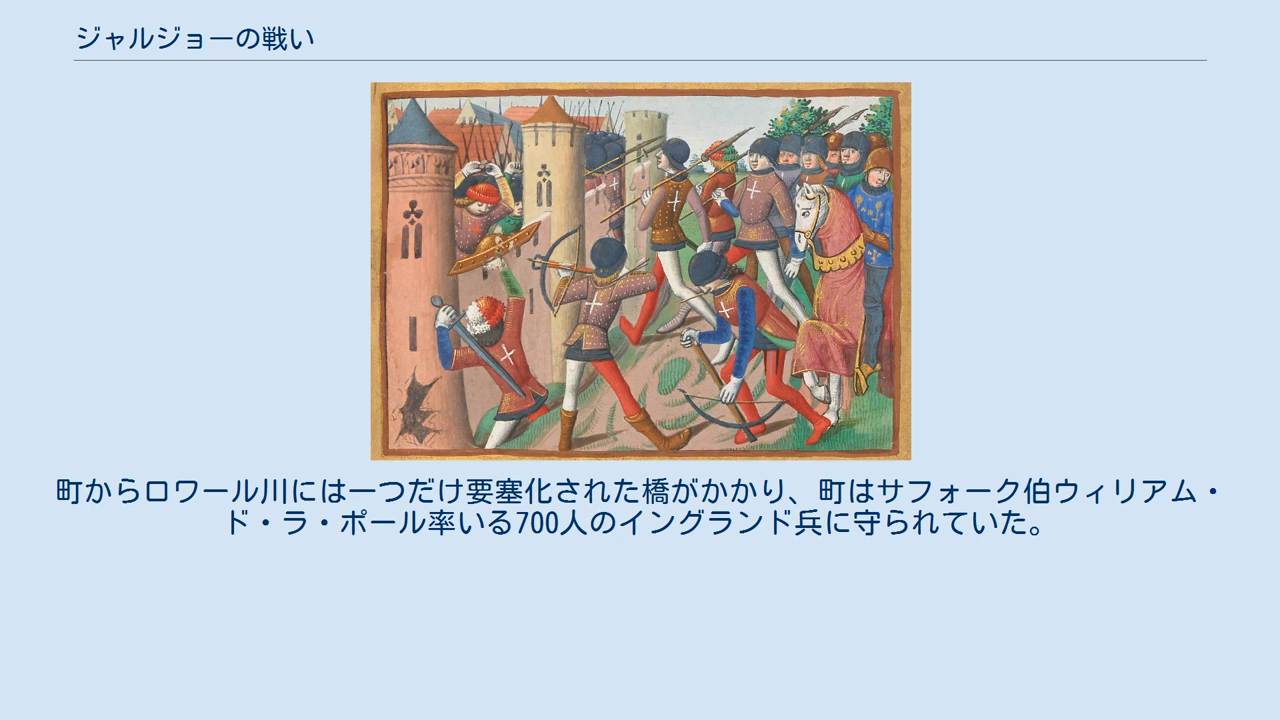 ジャルジョーの戦い
町からロワール川には一つだけ要塞化された橋がかかり、町はサフォーク伯ウィリアム・
ド・ラ・ポール率いる700人のイングランド兵に守られていた。